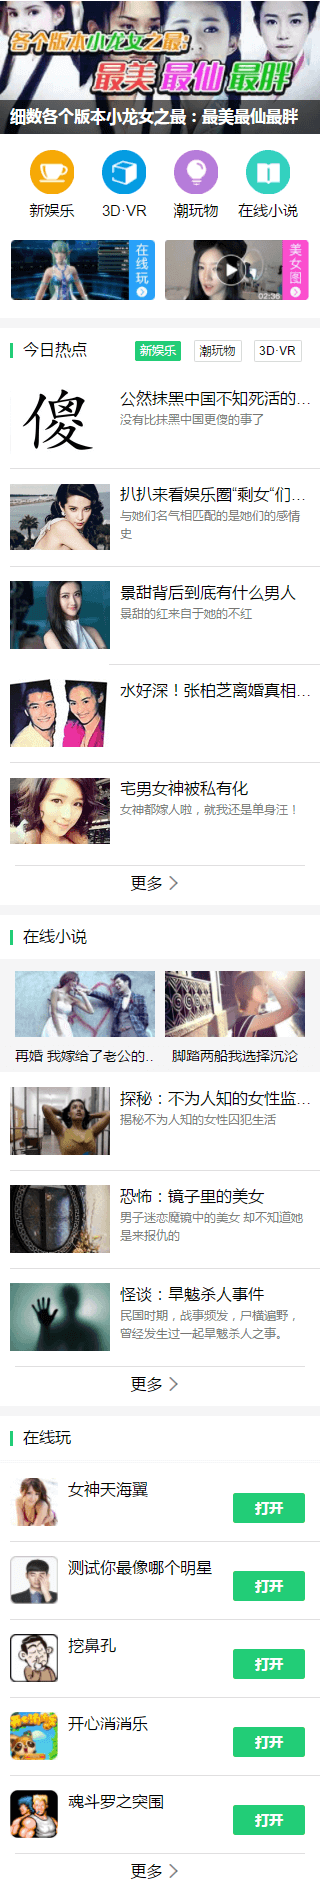 各个版本小龙女之最:
最美 最仙 最胖
细数各个版本小龙女之最：最美最仙最胖
新娱乐 3D·VR 潮玩物 在线小说
在线玩
美女图
02:36
今日热点 新娱乐 潮玩物 3D·VR
傻
公然抹黑中国不知死活的...
没有比抹黑中国更傻的事了
扒扒来看娱乐圈“剩女“们...
与她们名气相匹配的是她们的感情
史
景甜背后到底有什么男人
景甜的红来自于她的不红
水好深！张柏芝离婚真相...
宅男女神被私有化
女神都嫁人啦，就我还是单身汪！
更多
在线小说
再婚 我嫁给了老公的..
脚踏两船我选择沉沦
探秘：不为人知的女性监...
揭秘不为人知的女性囚犯生活
恐怖：镜子里的美女
男子迷恋魔镜中的美女 却不知道她
是来报仇的
怪谈：旱魃杀人事件
民国时期，战事频发，尸横遍野，
曾经发生过一起旱魃杀人之事。
更多
在线玩
女神天海翼
打开
测试你最像哪个明星
打开
挖鼻孔
打开
开心消消乐
打开
魂斗罗之突围
打开
更多